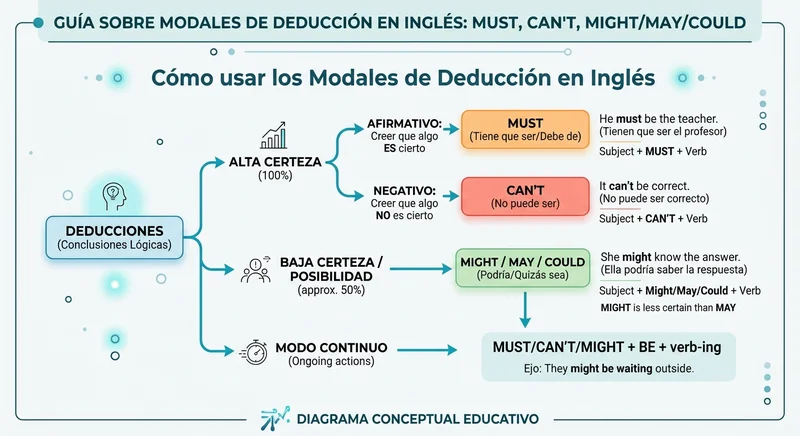 GUÍA SOBRE MODALES DE DEDUCCIÓN EN INGLÉS: MUST, CAN'T, MIGHT/MAY/COULD
Cómo usar los Modales de Deducción en Inglés
DEDUCCIONES
(Conclusiones Lógicas)
ALTA CERTEZA
(100%)
AFIRMATIVO:
Creer que algo
ES cierto
MUST
(Tiene que ser/Debe de)
He must be the teacher.
(Tienen que ser el profesor)
Subject + MUST + Verb
NEGATIVO:
Creer que algo
NO es cierto
CAN'T
(No puede ser)
It can't be correct.
(No puede ser correcto)
Subject + CAN'T + Verb
BAJA CERTEZA /
POSIBILIDAD
(approx. 50%)
MIGHT / MAY / COULD
(Podría/Quizás sea)
She might know the answer.
(Ella podría saber la respuesta)
Subject + Might/May/Could + Verb
MIGHT is less certain than MAY
MODO CONTINUO
(Ongoing actions)
MUST/CAN'T/MIGHT + BE + verb-ing
Ejo: They might be waiting outside.
DIAGRAMA CONCEPTUAL EDUCATIVO